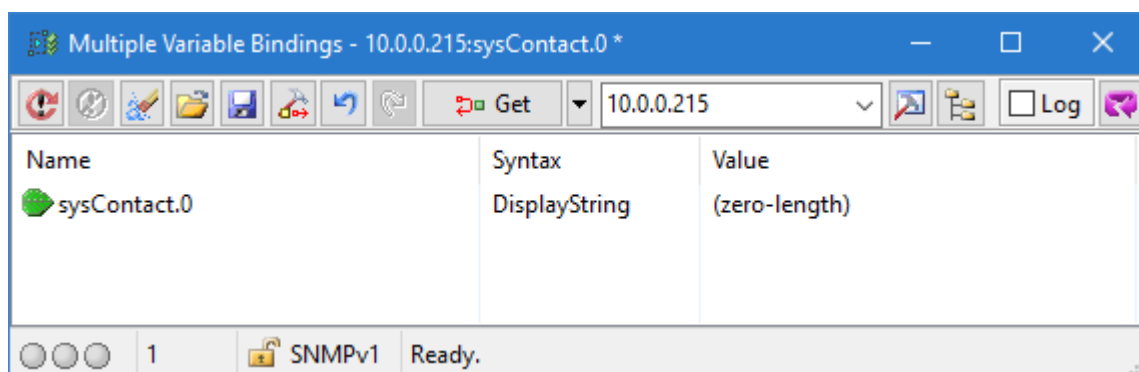 Multiple Variable Bindings - 10.0.0.215:sysContact.0 *
Get 10.0.0.215 Log
Name Syntax Value
sysContact.0 DisplayString (zero-length)
1 SNMPv1 Ready.